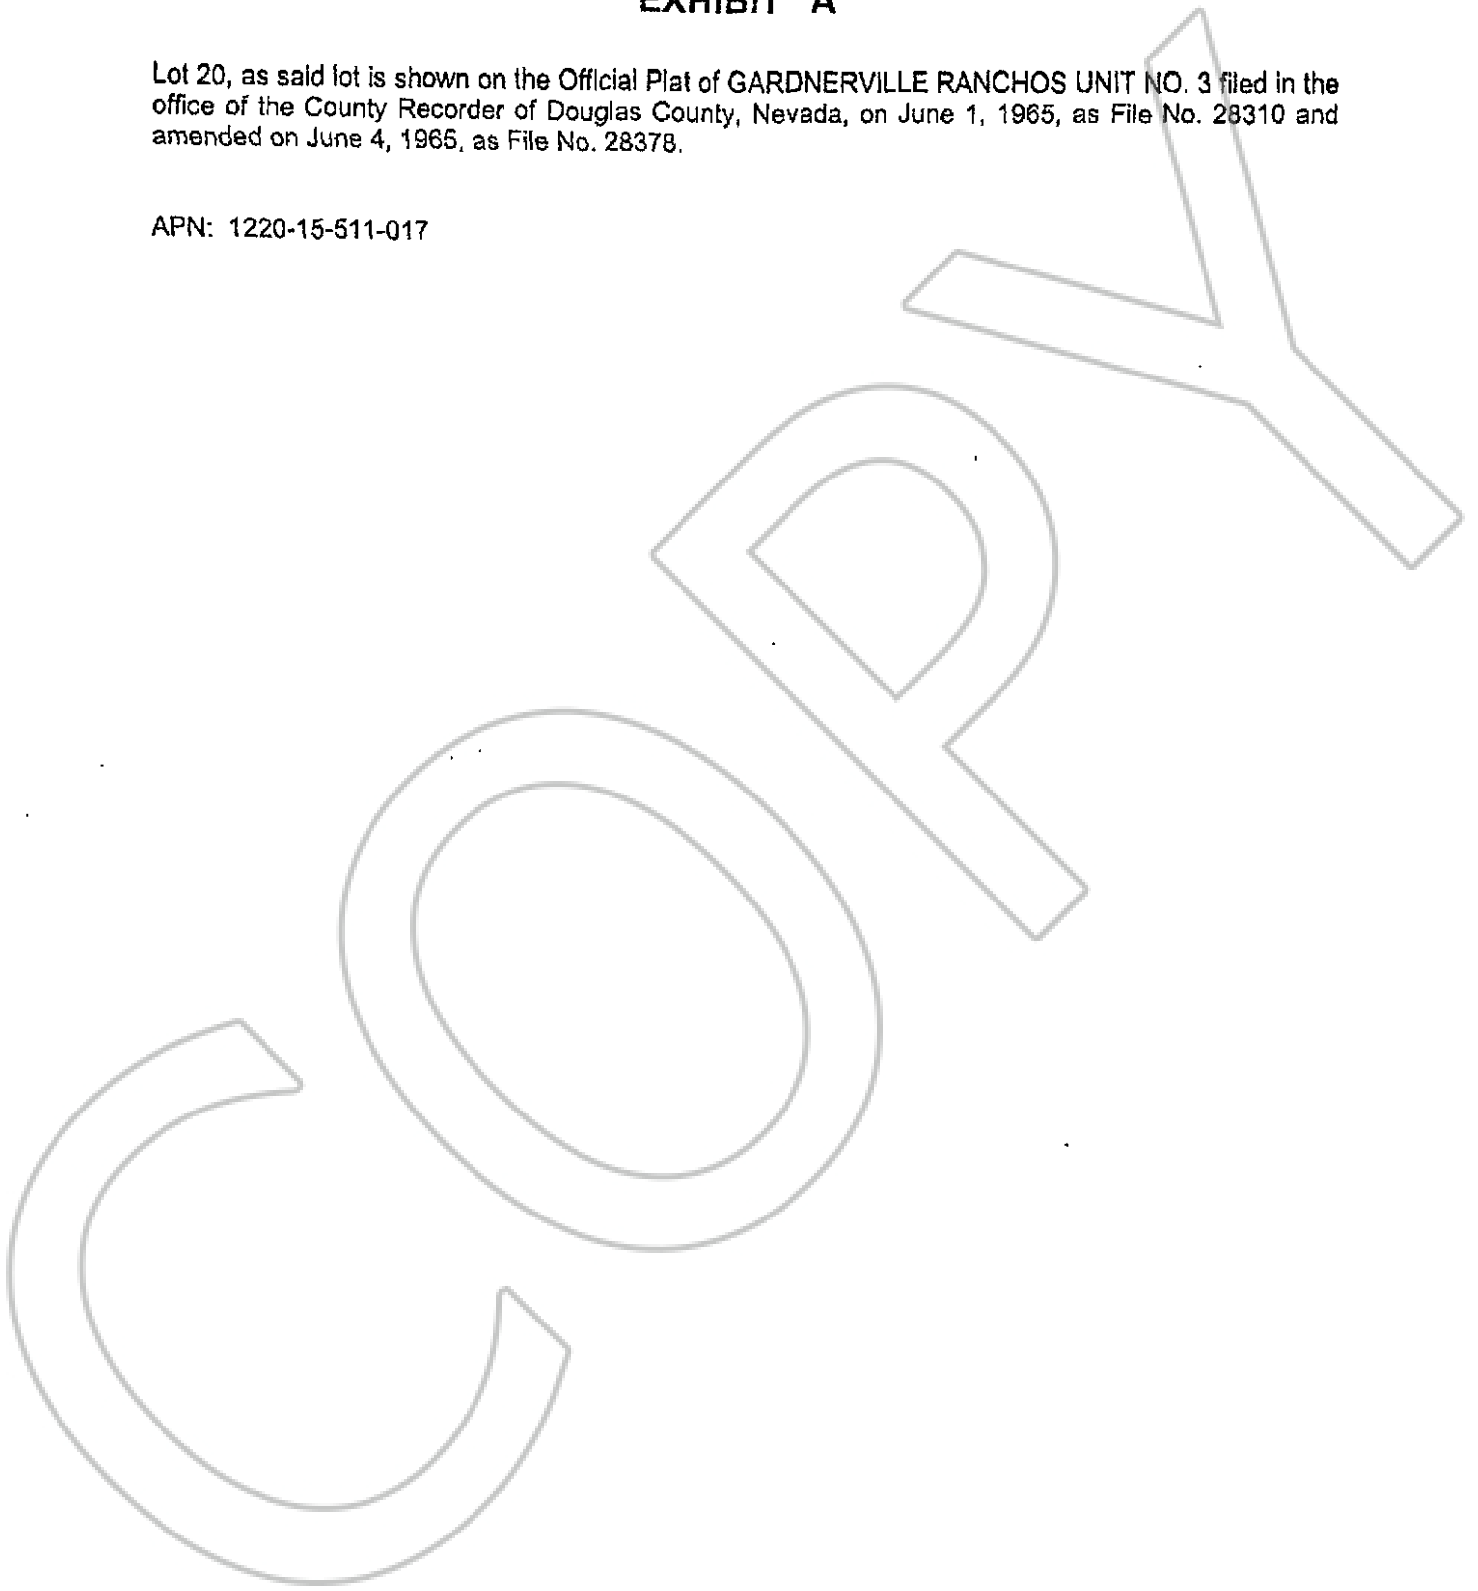 EXHIBIT A
Lot 20, as said lot is shown on the Official Plat of GARDNERVILLE RANCHOS UNIT NO. 3 filed in the
office of the County Recorder of Douglas County, Nevada, on June 1, 1965, as File No. 28310 and
amended on June 4, 1965, as File No. 28378.
APN: 1220-15-511-017
COPY